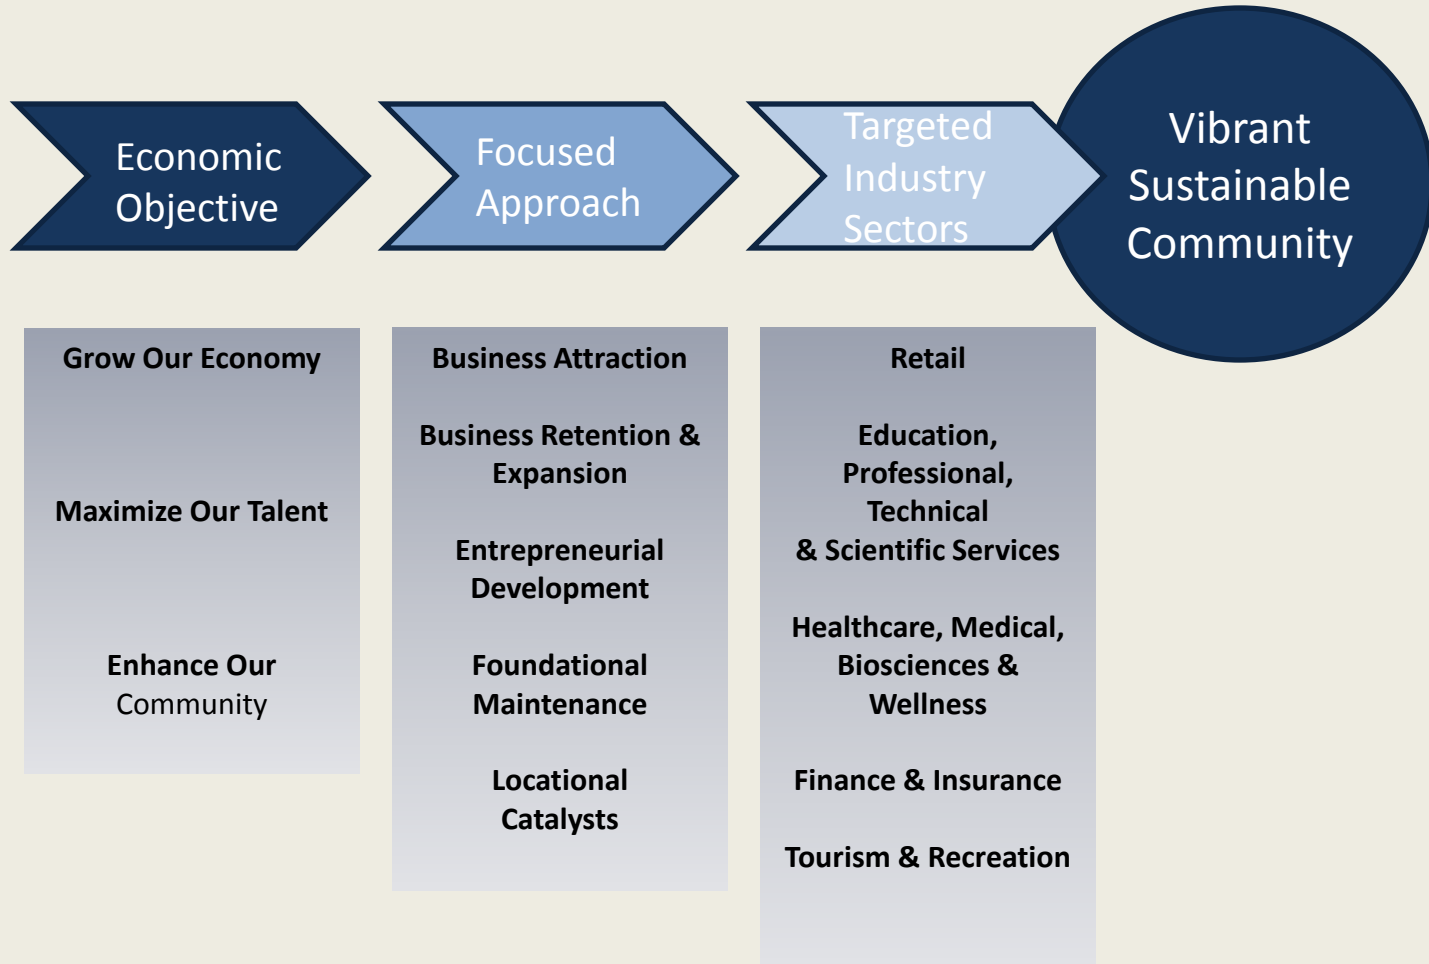 Economic
Objective
Focused
Approach
Targeted
Industry
Sectors
Vibrant
Sustainable
Community
Grow Our Economy
Maximize Our Talent
Enhance Our
Community
Business Attraction
Business Retention &
Expansion
Entrepreneurial
Development
Foundational
Maintenance
Locational
Catalysts
Retail
Education,
Professional,
Technical
& Scientific Services
Healthcare, Medical,
Biosciences &
Wellness
Finance & Insurance
Tourism & Recreation